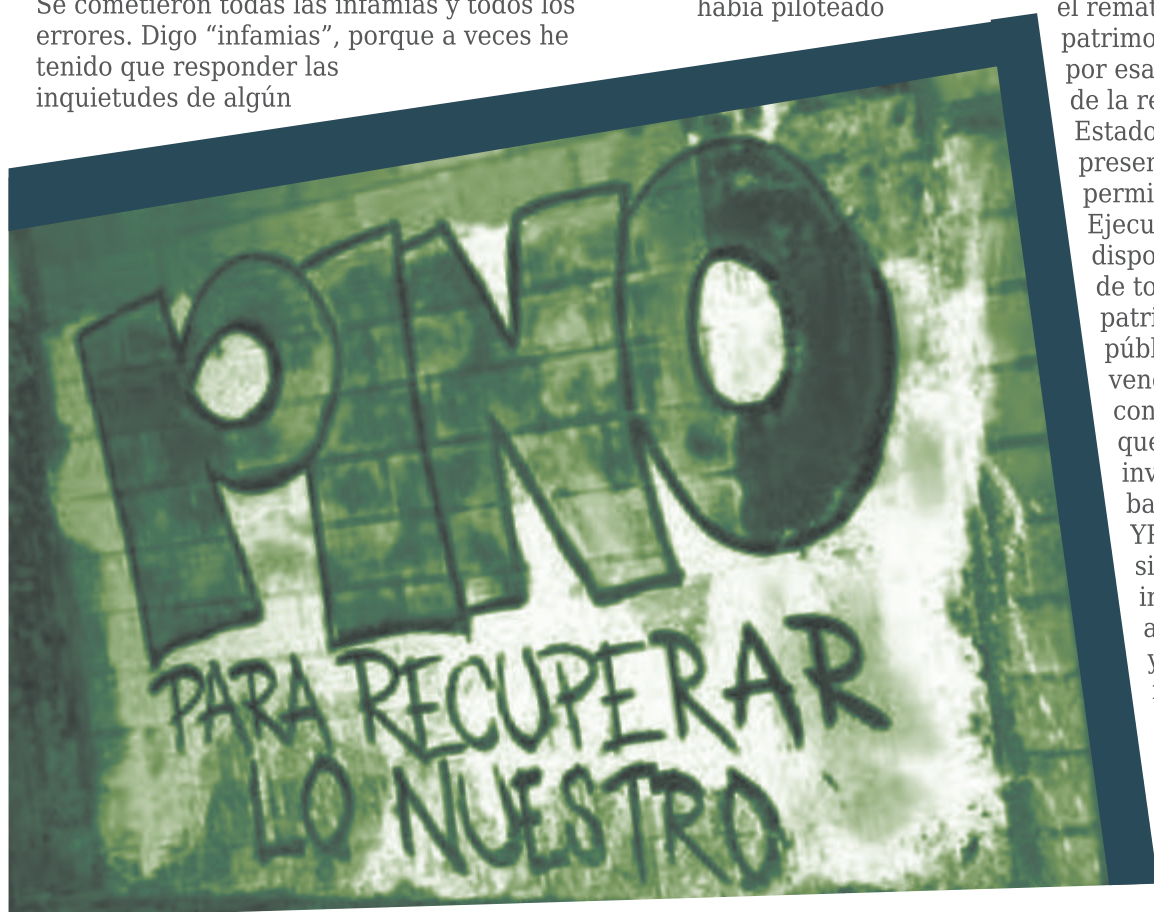 Se cometieron todas las infamias y todos los
errores. Digo “infamias”, porque a veces he
tenido que responder las
inquietudes de algún
había piloteado
PINO
PARA RECUPERAR
LO NUESTRO
el remat
patrimo
por esa
de la re
Estado
presen
permi
Ejecu
dispo
de to
patri
públ
vend
con
que
inv
ba
YP
si
in
a
y